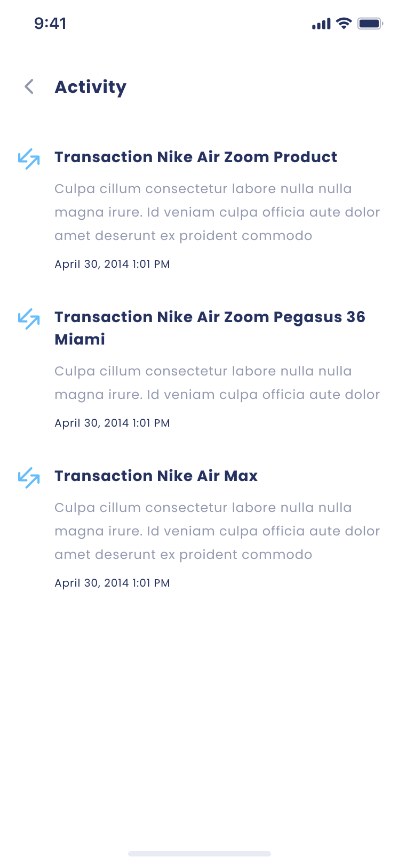 9:41
Activity
Transaction Nike Air Zoom Product
Culpa cillum consectetur labore nulla nulla
magna irure. Id veniam culpa officia aute dolor
amet deserunt ex proident commodo
April 30, 2014 1:01 PM
Transaction Nike Air Zoom Pegasus 36
Miami
Culpa cillum consectetur labore nulla nulla
magna irure. Id veniam culpa officia aute dolor
April 30, 2014 1:01 PM
Transaction Nike Air Max
Culpa cillum consectetur labore nulla nulla
magna irure. Id veniam culpa officia aute dolor
amet deserunt ex proident commodo
April 30, 2014 1:01 PM